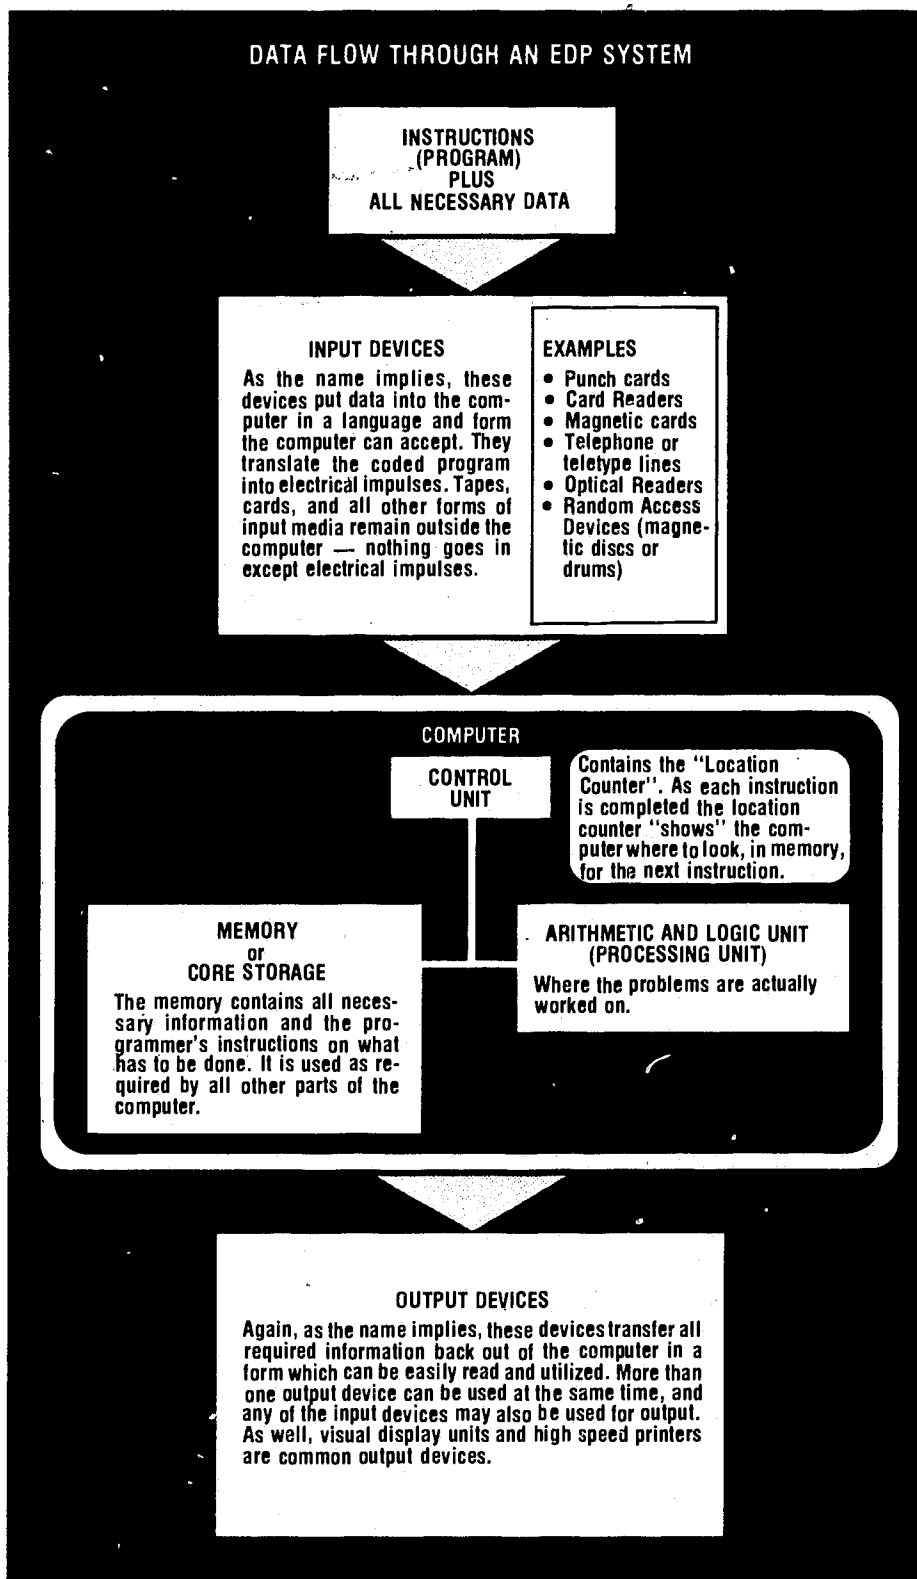 DATA FLOW THROUGH AN EDP SYSTEM
INSTRUCTIONS
(PROGRAM)
PLUS
ALL NECESSARY DATA
INPUT DEVICES
As the name implies, these
devices put data into the com-
puter in a language and form
the computer can accept. They
translate the coded program
into electrical impulses. Tapes,
cards, and all other forms of
input media remain outside the
computer — nothing goes in
except electrical impulses.
EXAMPLES
• Punch cards
• Card Readers
• Magnetic cards
• Telephone or
teletype lines
• Optical Readers
• Random Access
Devices (magne-
tic discs or
drums)
COMPUTER
CONTROL
UNIT
Contains the "Location
Counter". As each instruction
is completed the location
counter "shows" the com-
puter where to look, in memory,
for the next instruction.
MEMORY
or
CORE STORAGE
The memory contains all neces-
sary information and the pro-
grammer's instructions on what
has to be done. It is used as re-
quired by all other parts of the
computer.
ARITHMETIC AND LOGIC UNIT
(PROCESSING UNIT)
Where the problems are actually
worked on.
OUTPUT DEVICES
Again, as the name implies, these devices transfer all
required information back out of the computer in a
form which can be easily read and utilized. More than
one output device can be used at the same time, and
any of the input devices may also be used for output.
As well, visual display units and high speed printers
are common output devices.